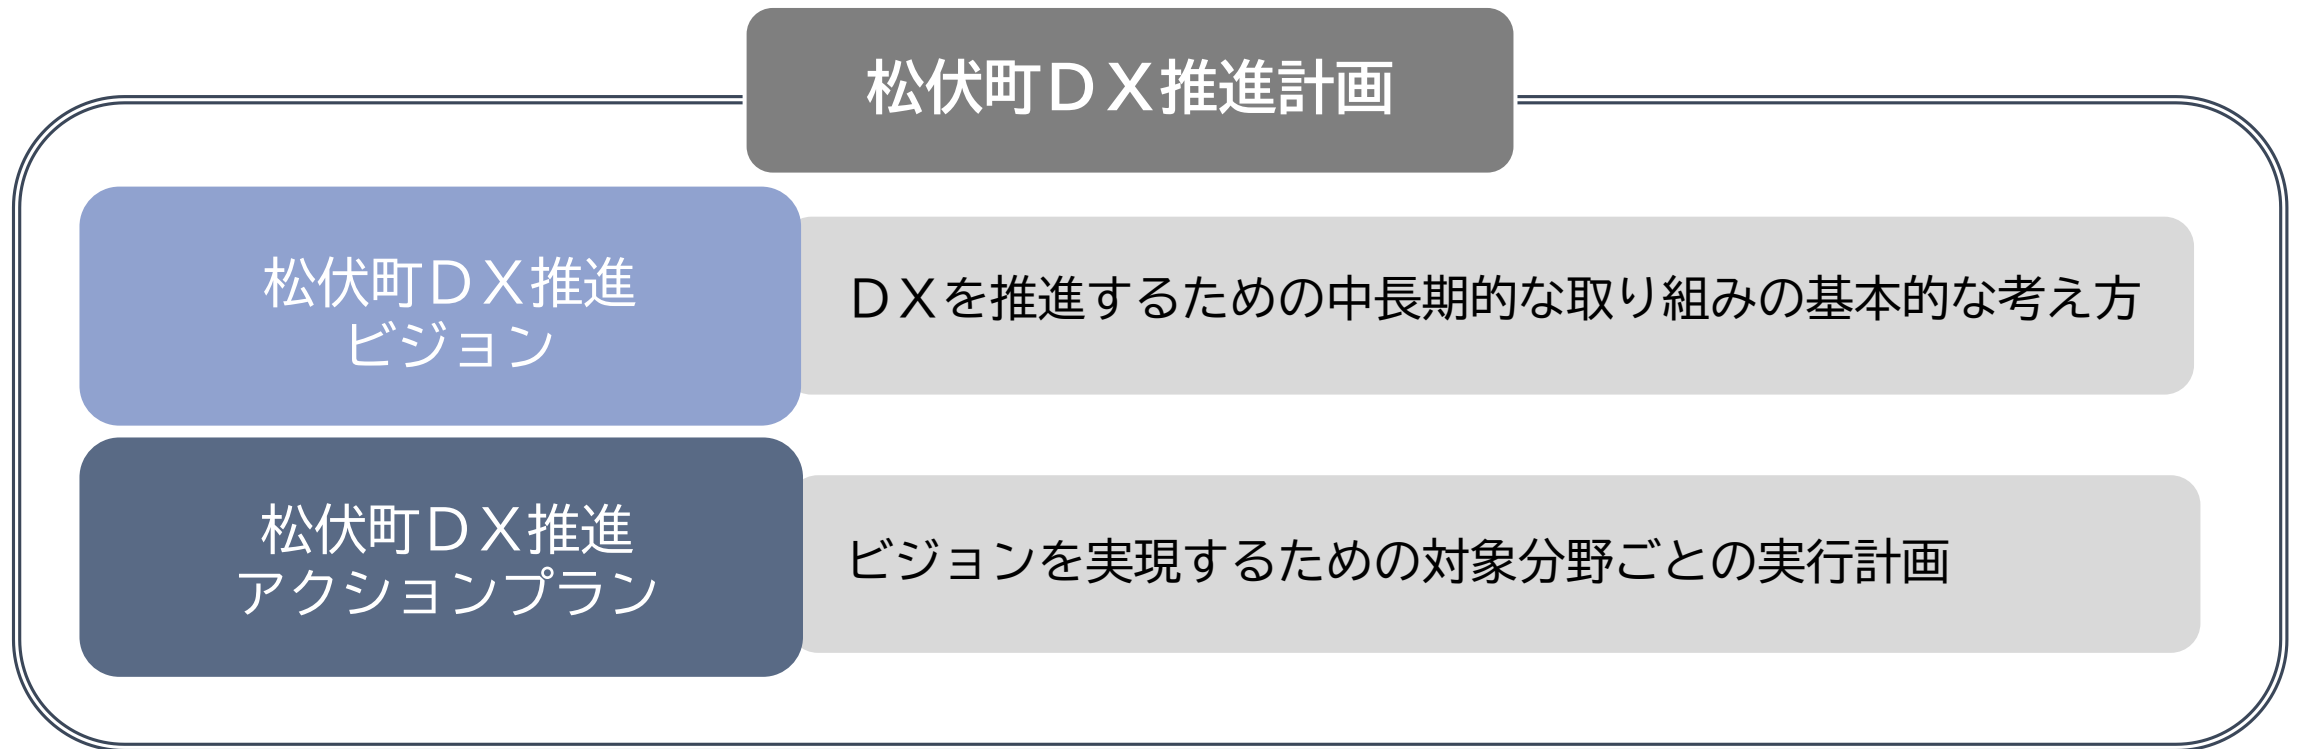 松伏町ＤＸ推進計画
松伏町ＤＸ推進
ビジョン
ＤＸを推進するための中長期的な取り組みの基本的な考え方
松伏町ＤＸ推進
アクションプラン
ビジョンを実現するための対象分野ごとの実行計画